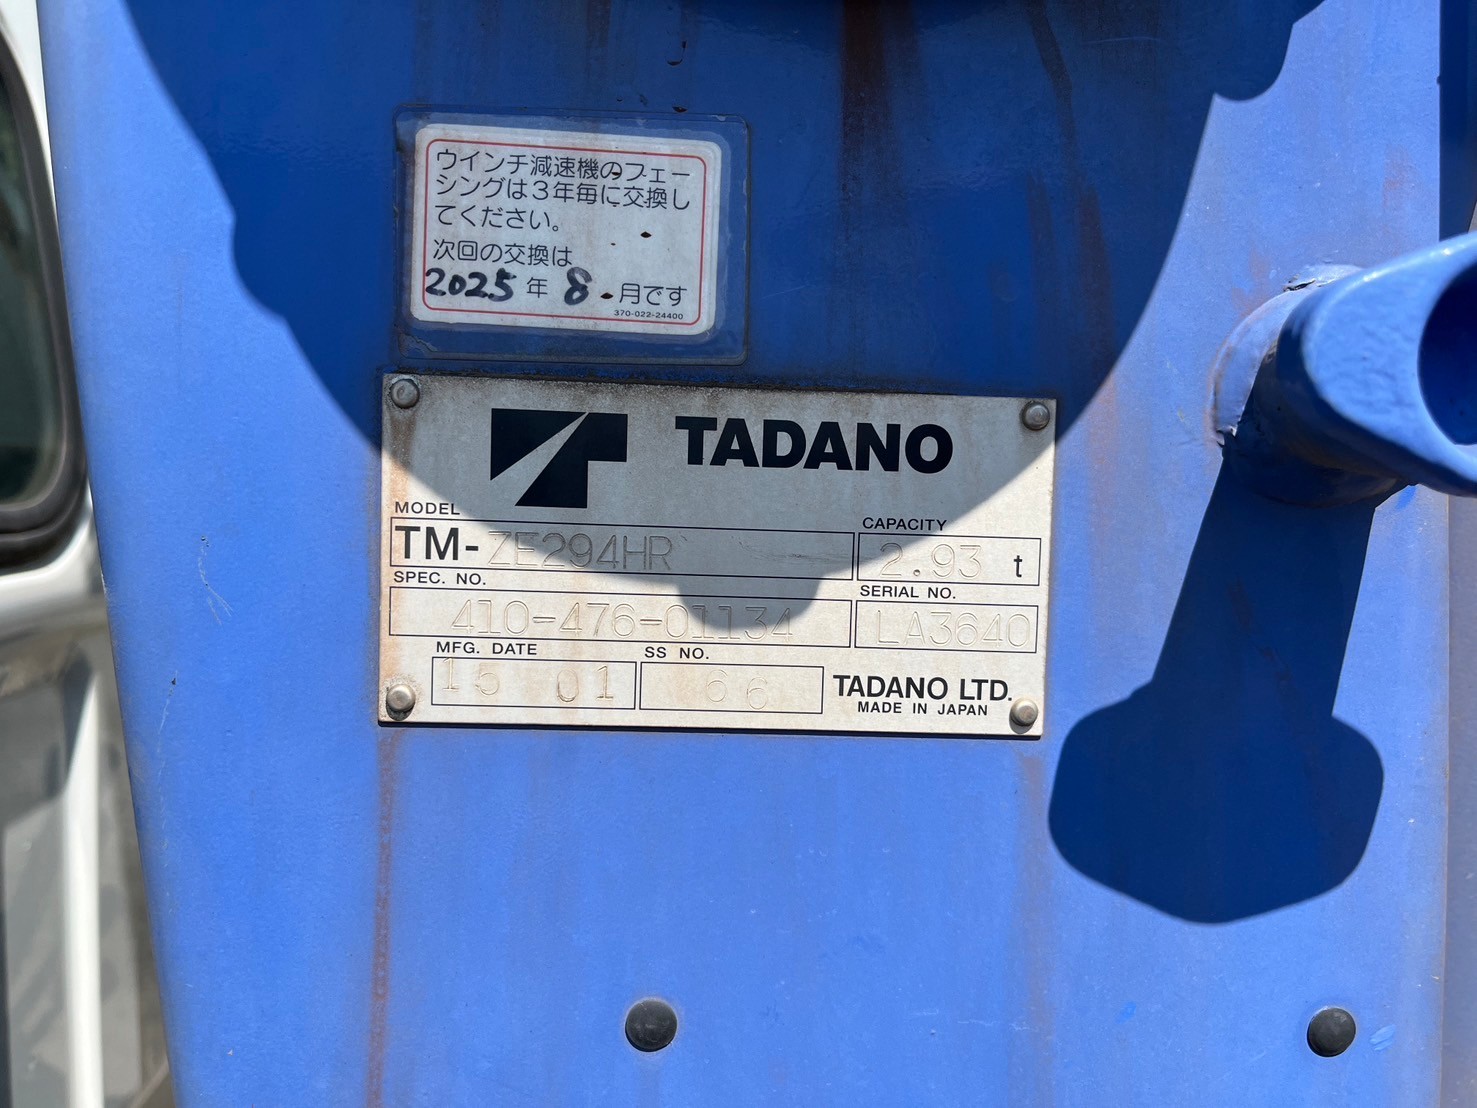 ウインチ減速機のフェー
シングは3年毎に交換し
てください。
次回の交換は
2025年 8月です
370-022-24400
TADANO
MODEL
TM-ZE294HR
CAPACITY
2.93 t
SPEC. NO.
410-476-01134
SERIAL NO.
LA3640
MFG. DATE
15 01
SS NO.
66
TADANO LTD.
MADE IN JAPAN